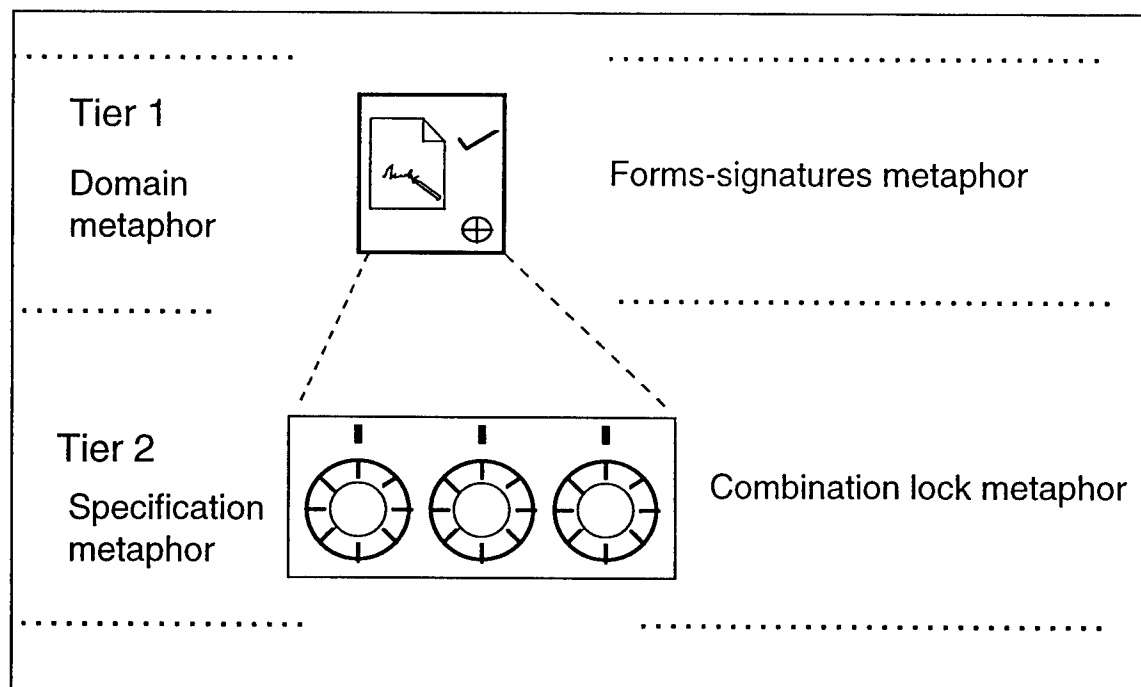 Tier 1
Domain
metaphor
Forms-signatures metaphor
Tier 2
Specification
metaphor
Combination lock metaphor